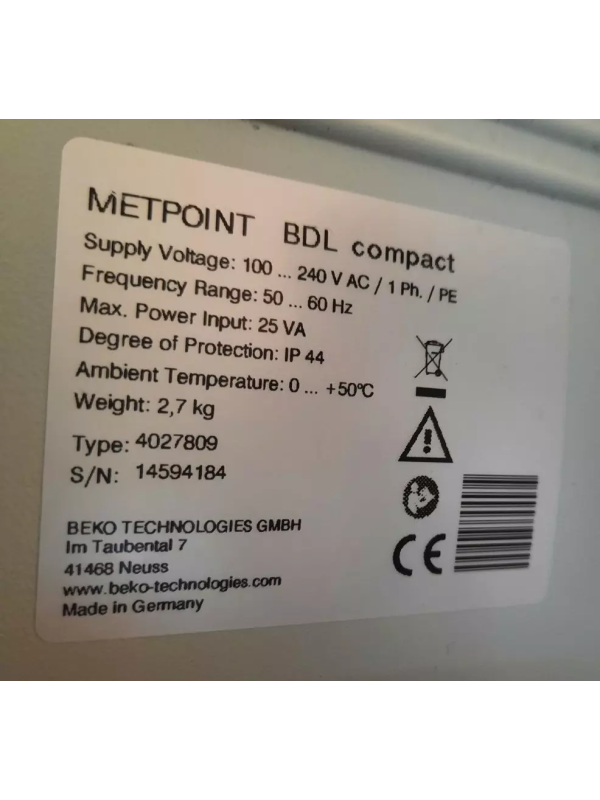 METPOINT BDL compact
Supply Voltage: 100 ... 240 V AC / 1 Ph. / PE
Frequency Range: 50 ... 60 Hz
Max. Power Input: 25 VA
Degree of Protection: IP 44
Ambient Temperature: 0 ... +50°C
Weight: 2,7 kg
Type: 4027809
S/N: 14594184
BEKO TECHNOLOGIES GMBH
Im Taubental 7
41468 Neuss
www.beko-technologies.com
Made in Germany
CE